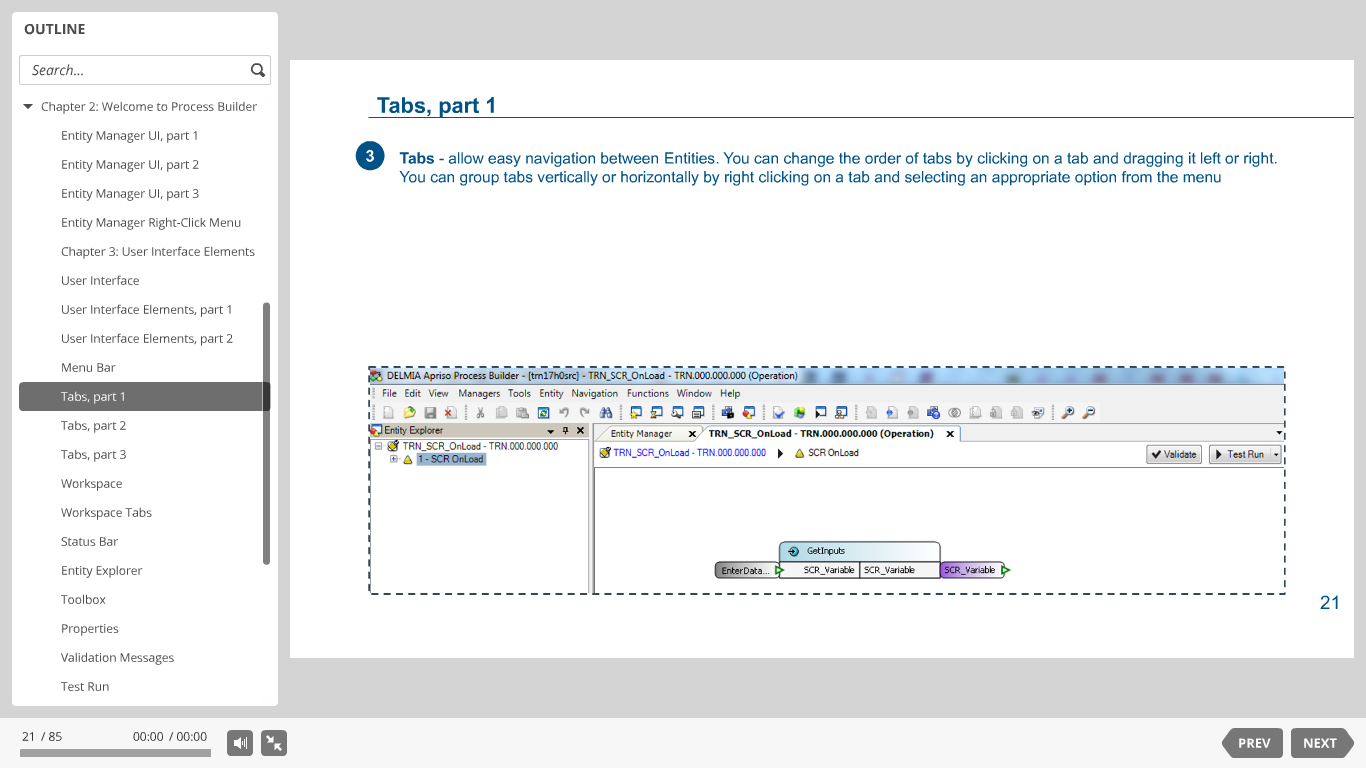 OUTLINE
Search...
Chapter 2: Welcome to Process Builder
Entity Manager UI, part 1
Entity Manager UI, part 2
Entity Manager UI, part 3
Entity Manager Right-Click Menu
Chapter 3: User Interface Elements
User Interface
User Interface Elements, part 1
User Interface Elements, part 2
Menu Bar
Tabs, part 1
Tabs, part 2
Tabs, part 3
Workspace
Workspace Tabs
Status Bar
Entity Explorer
Toolbox
Properties
Validation Messages
Test Run
Tabs, part 1
3
Tabs - allow easy navigation between Entities. You can change the order of tabs by clicking on a tab and dragging it left or right.
You can group tabs vertically or horizontally by right clicking on a tab and selecting an appropriate option from the menu
DELMIA Apriso Process Builder - [trn17h0src] - TRN_SCR_OnLoad - TRN.000.000.000 (Operation)
File Edit View Managers Tools Entity Navigation Functions Window Help
Entity Explorer
TRN_SCR_OnLoad - TRN.000.000.000
1 - SCR OnLoad
Entity Manager TRN_SCR_OnLoad - TRN.000.000.000 (Operation)
TRN_SCR_OnLoad - TRN.000.000.000 SCR OnLoad Validate Test Run
GetInputs
EnterData... SCR_Variable SCR_Variable SCR_Variable
21
21 / 85 00:00 / 00:00
PREV NEXT